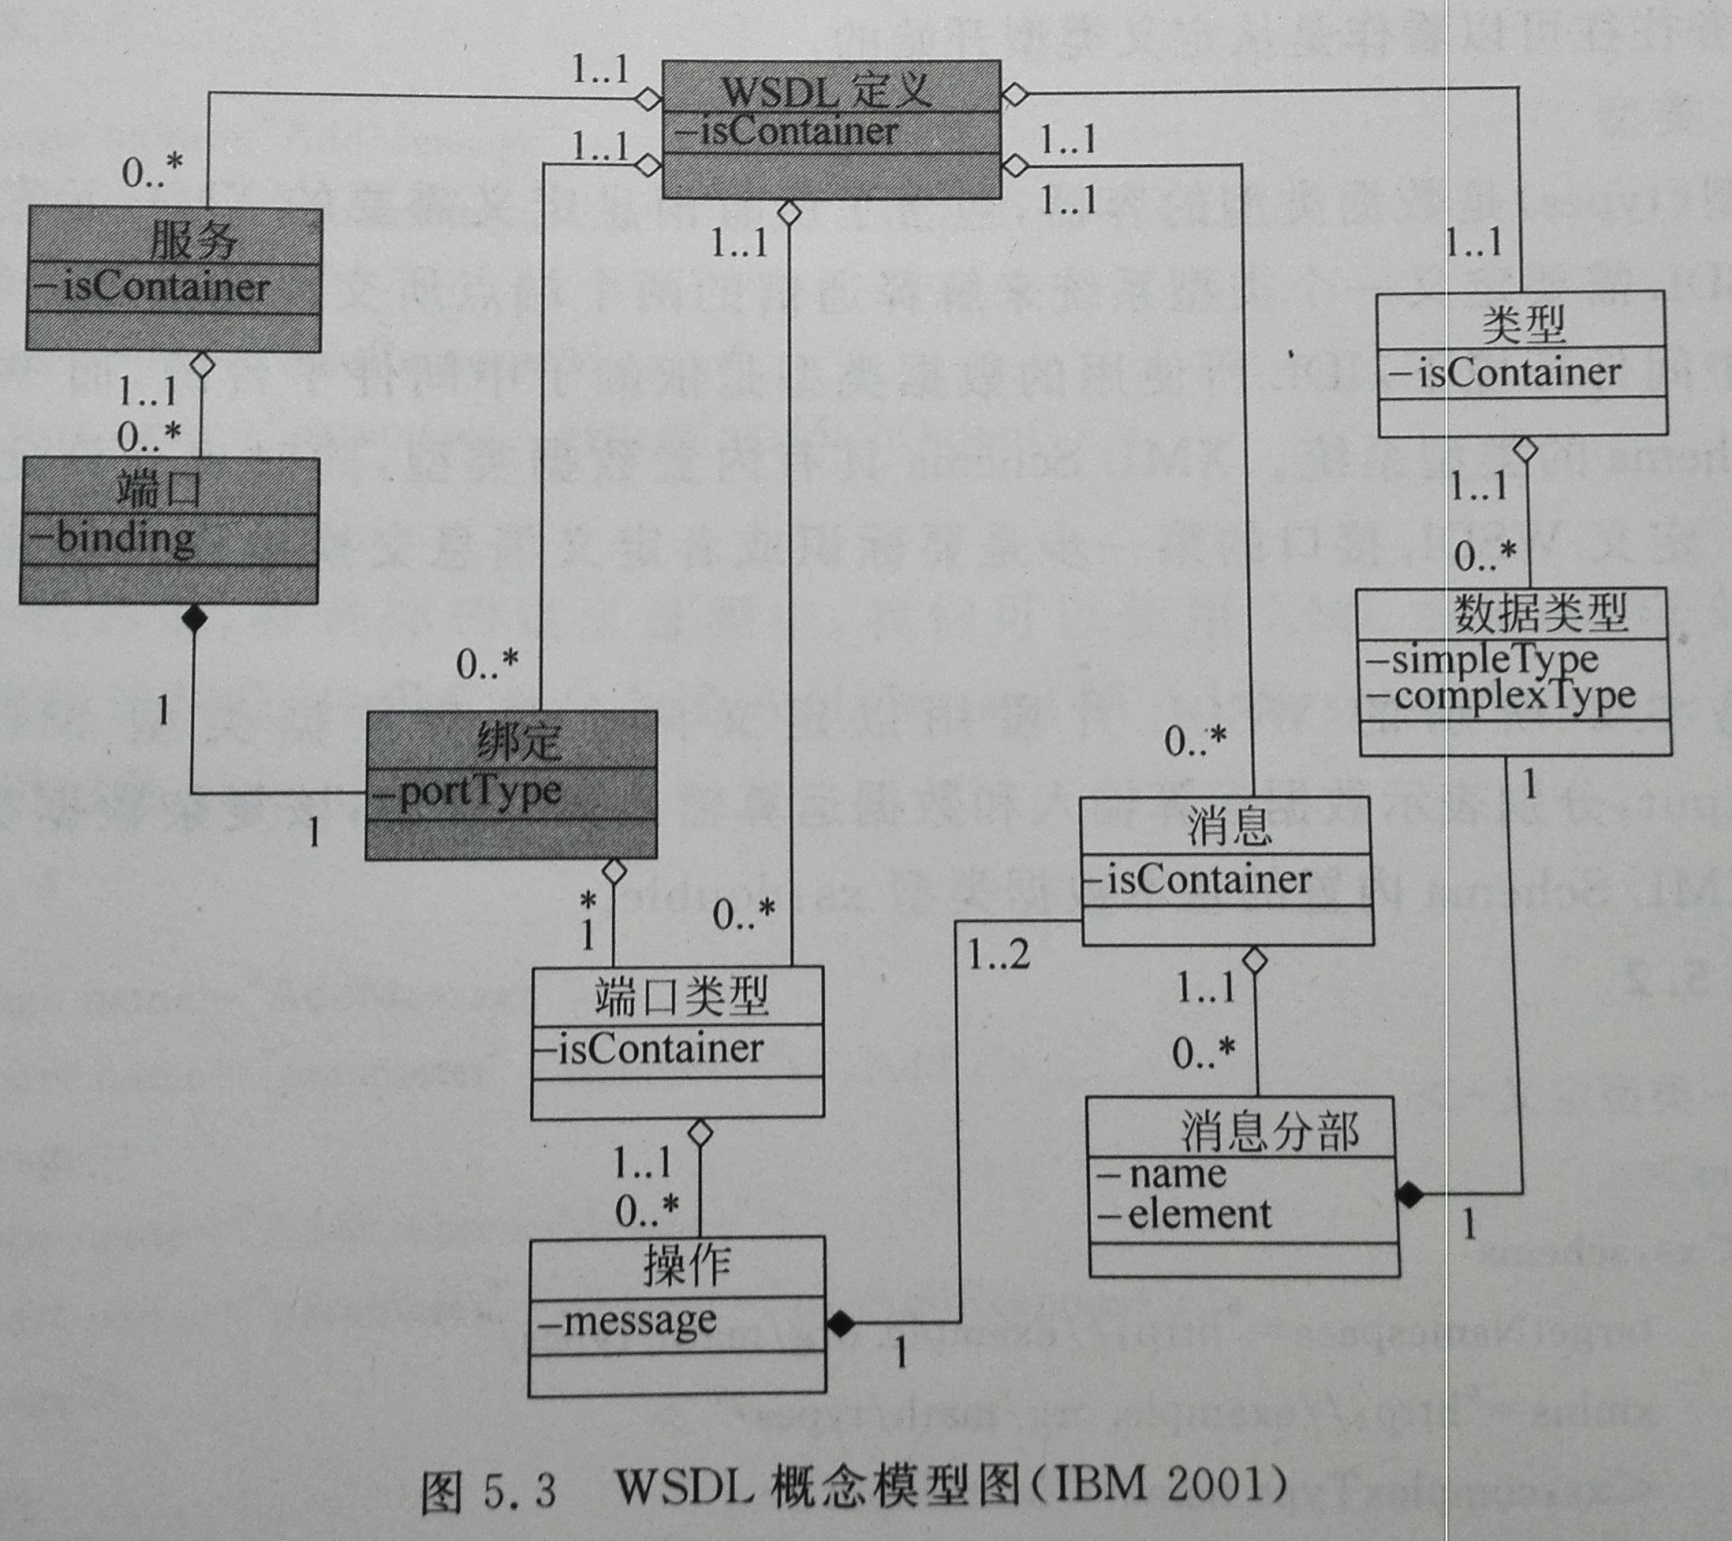 1..1
WSDL 定义
–isContainer
1..1
1..1
1..1
1..1
0..*
服务
–isContainer
1..1
类型
–isContainer
1..1
0..*
端口
–binding
1..1
0..*
数据类型
–simpleType
–complexType
0..*
1
绑定
–portType
1
0..*
1
消息
–isContainer
*
1
0..*
1..2
端口类型
–isContainer
1..1
0..*
消息分部
– name
–element
1
1..1
0..*
操作
–message
1
图 5.3 WSDL 概念模型图(IBM 2001)